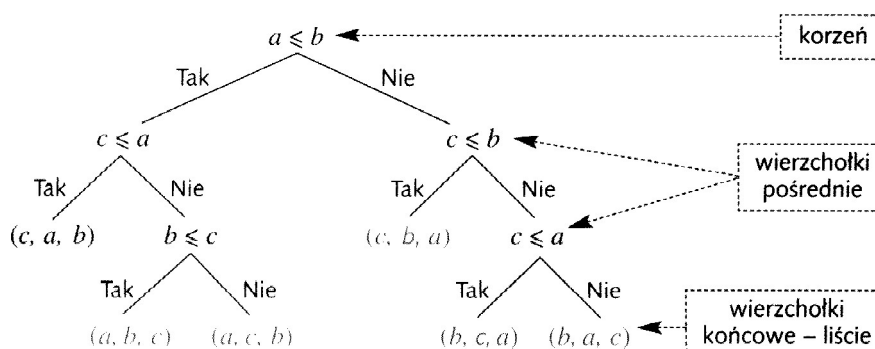 a ⩽ b
korzeń
Tak
Nie
c ⩽ a
c ⩽ b
wierzchołki
pośrednie
Tak
Nie
Tak
Nie
(c, a, b)
b ⩽ c
(c, b, a)
c ⩽ a
Tak
Nie
Tak
Nie
wierzchołki
końcowe – liście
(a, b, c)
(a, c, b)
(b, c, a)
(b, a, c)